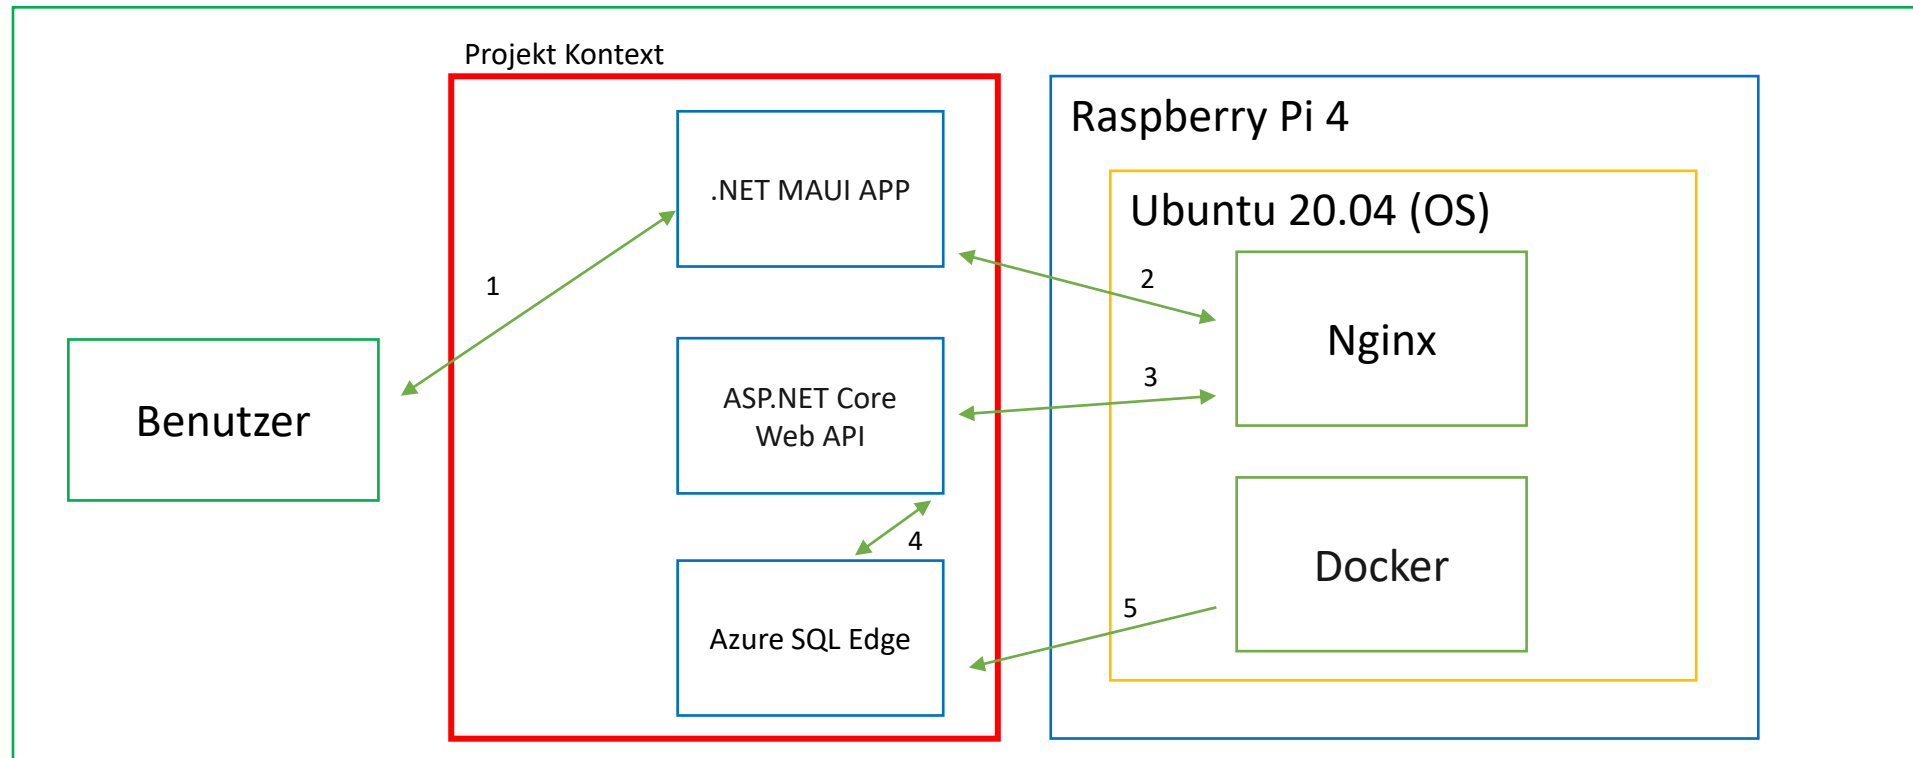 Projekt Kontext
.NET MAUI APP
Raspberry Pi 4
Ubuntu 20.04 (OS)
1
2
Nginx
Benutzer
ASP.NET Core
Web API
3
4
Docker
Azure SQL Edge
5